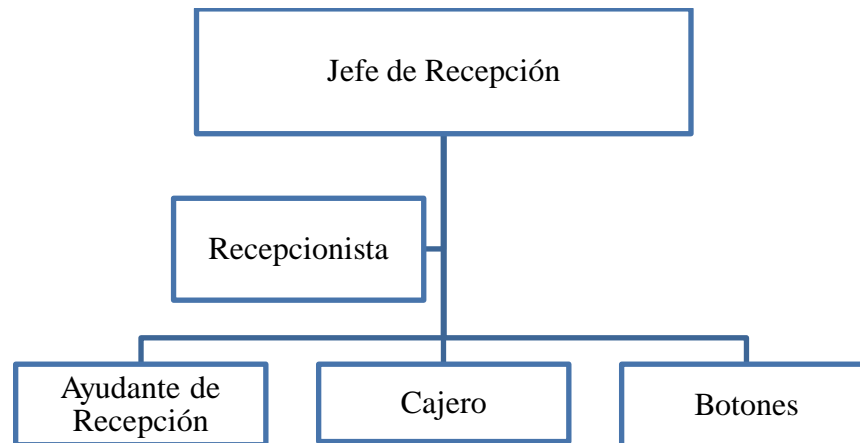 Jefe de Recepción
Recepcionista
Ayudante de
Recepción
Cajero
Botones